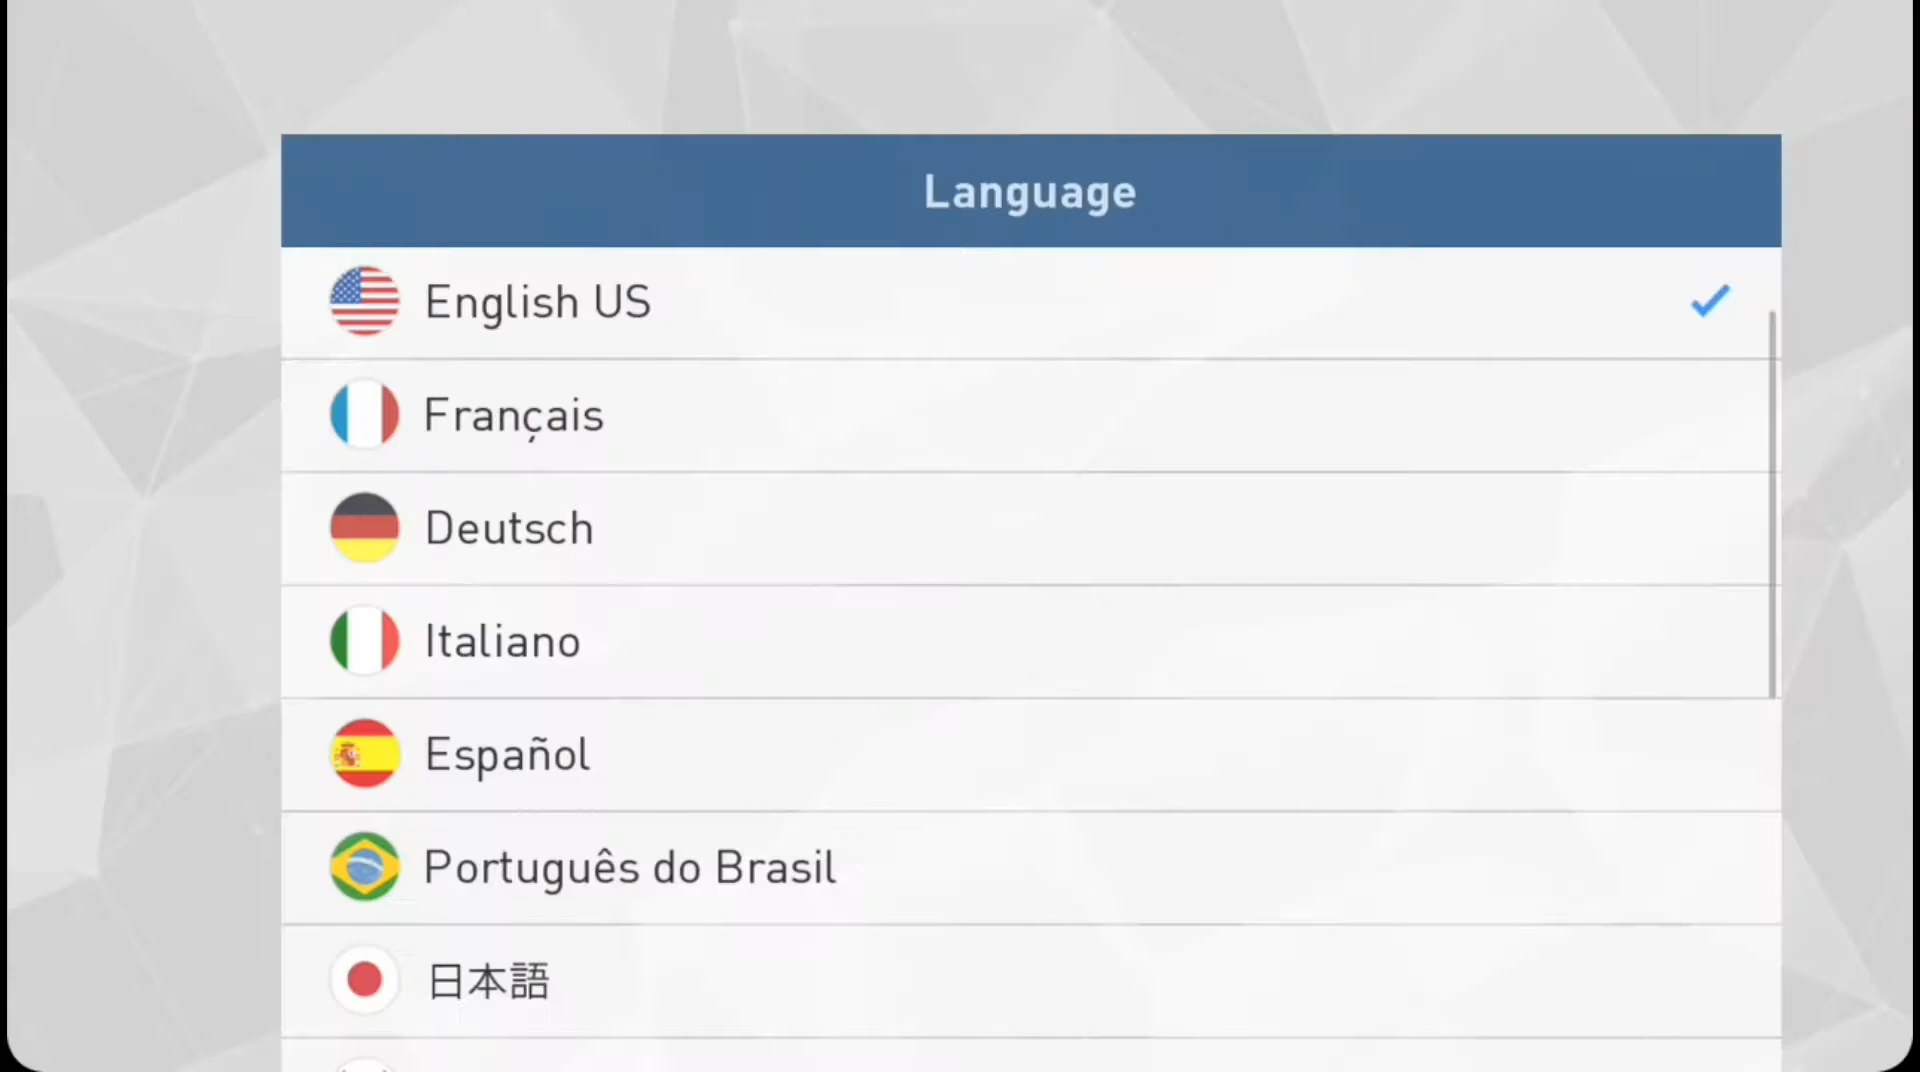 Language
English US
Français
Deutsch
Italiano
Español
Português do Brasil
日本語